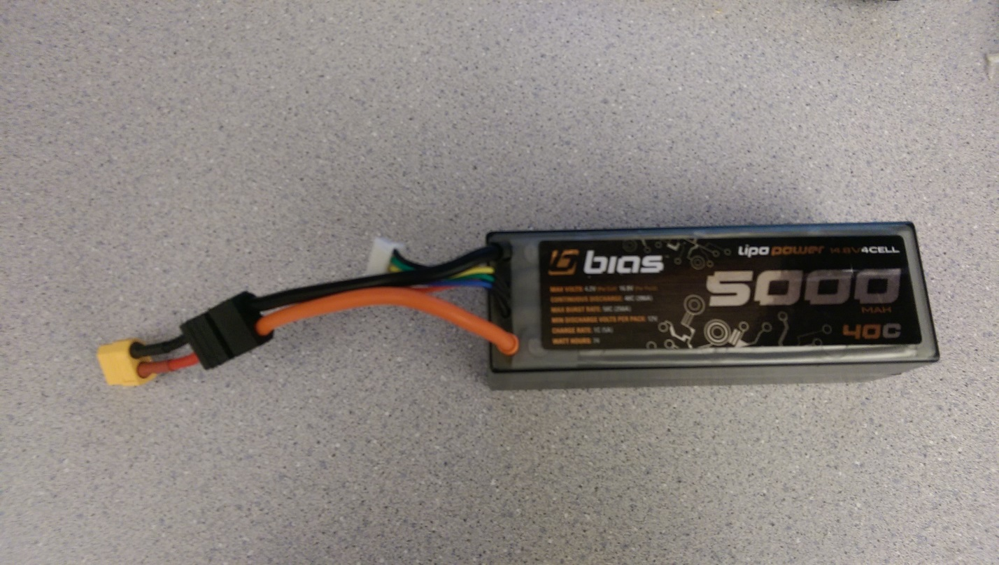 bias
lipo power 14.8V 4CELL
5000
MAH
40C
MAX VOLTS: 4.2V Per Cell 16.8V Per Pack
CONTINUOUS DISCHARGE: 40C (200A)
MAX BURST RATE: 50C (250A)
MIN DISCHARGE VOLTS PER PACK: 12V
CHARGE RATE: 1C (5A)
WATT HOURS: 74